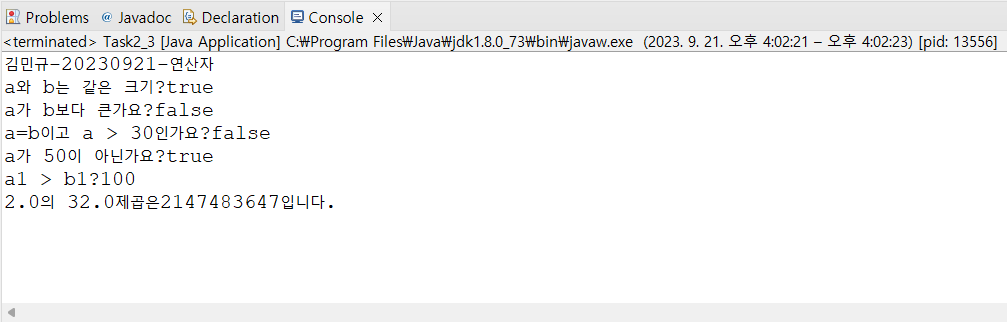 Problems @ Javadoc Declaration Console
<terminated> Task2_3 [Java Application] C:₩Program Files₩Java₩jdk1.8.0_73₩bin₩javaw.exe (2023. 9. 21. 오후 4:02:21 – 오후 4:02:23) [pid: 13556]
김민규-20230921-연산자
a와 b는 같은 크기?true
a가 b보다 큰가요?false
a=b이고 a > 30인가요?false
a가 50이 아닌가요?true
a1 > b1?100
2.0의 32.0제곱은2147483647입니다.